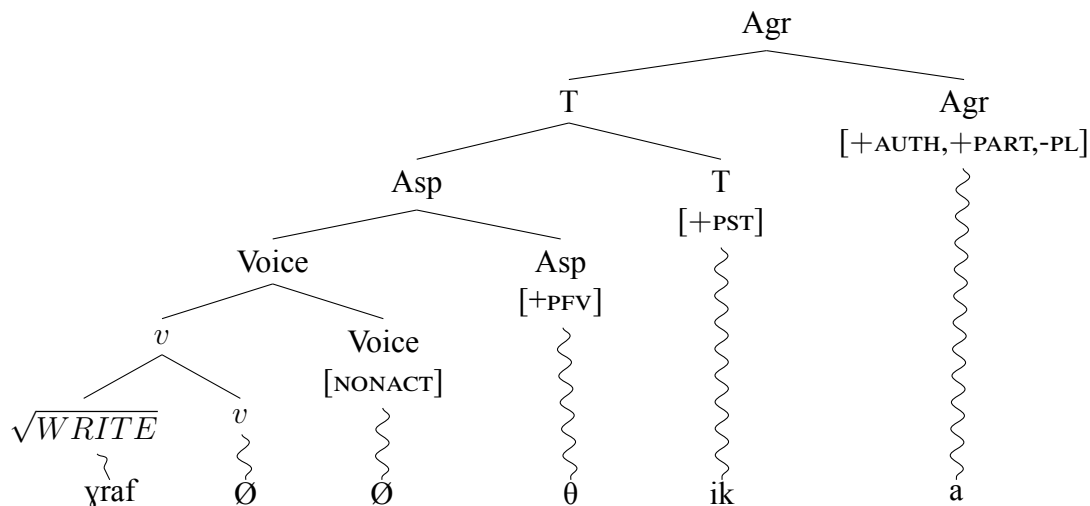 Agr
T Agr
[+AUTH,+PART,-PL]
Asp T
[+PST]
Voice Asp
[+PFV]
v Voice
[NONACT]
√WRITE v
ɣraf Ø Ø θ ik a